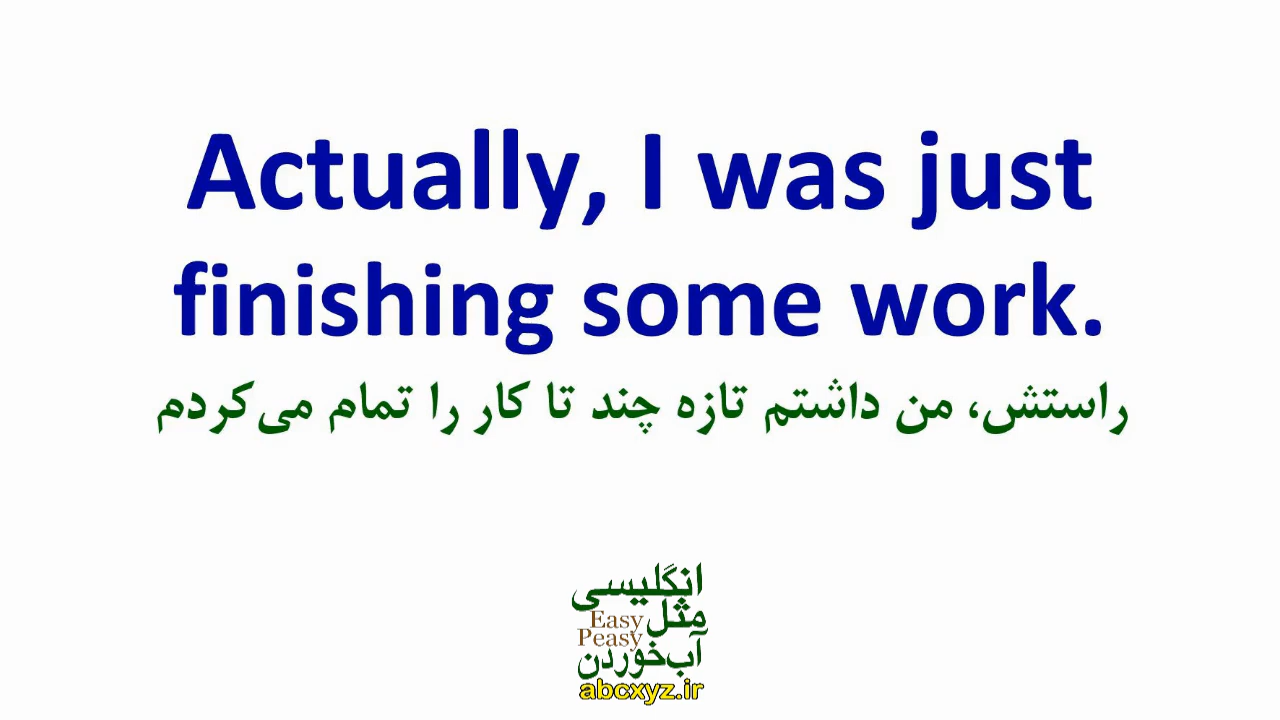 Actually, I was just
finishing some work.
راستش، من داشتم تازه چند تا کار را تمام می‌کردم
انگلیسی
مثل
Easy
Peasy
آب‌خوردن
abcxyz.ir